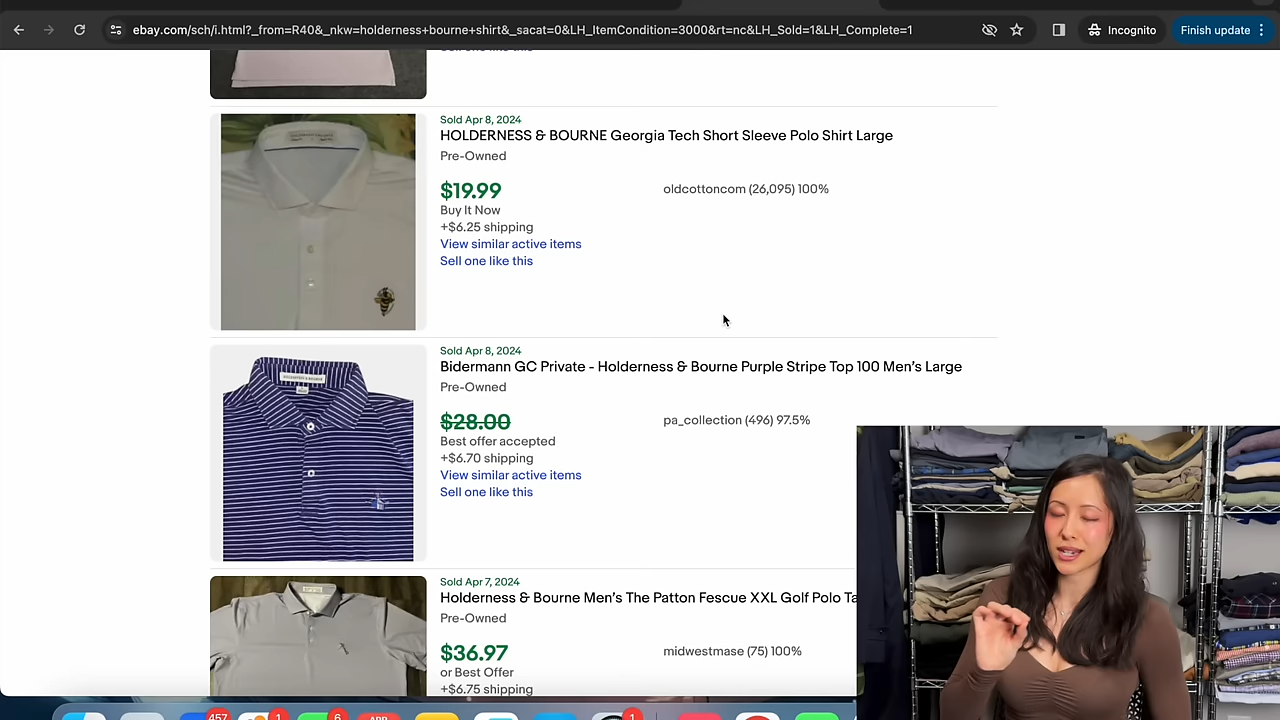 ebay.com/sch/i.html?_from=R40&_nkw=holderness+bourne+shirt&_sacat=0&LH_ItemCondition=3000&rt=nc&LH_Sold=1&LH_Complete=1
Incognito
Finish update
Sold Apr 8, 2024
HOLDERNESS & BOURNE Georgia Tech Short Sleeve Polo Shirt Large
Pre-Owned
$19.99
oldcottoncom (26,095) 100%
Buy It Now
+$6.25 shipping
View similar active items
Sell one like this
Sold Apr 8, 2024
Bidermann GC Private - Holderness & Bourne Purple Stripe Top 100 Men's Large
Pre-Owned
$28.00
pa_collection (496) 97.5%
Best offer accepted
+$6.70 shipping
View similar active items
Sell one like this
Sold Apr 7, 2024
Holderness & Bourne Men's The Patton Fescue XXL Golf Polo Ta
Pre-Owned
$36.97
midwestmase (75) 100%
or Best Offer
+$6.75 shipping
457
1
6
1